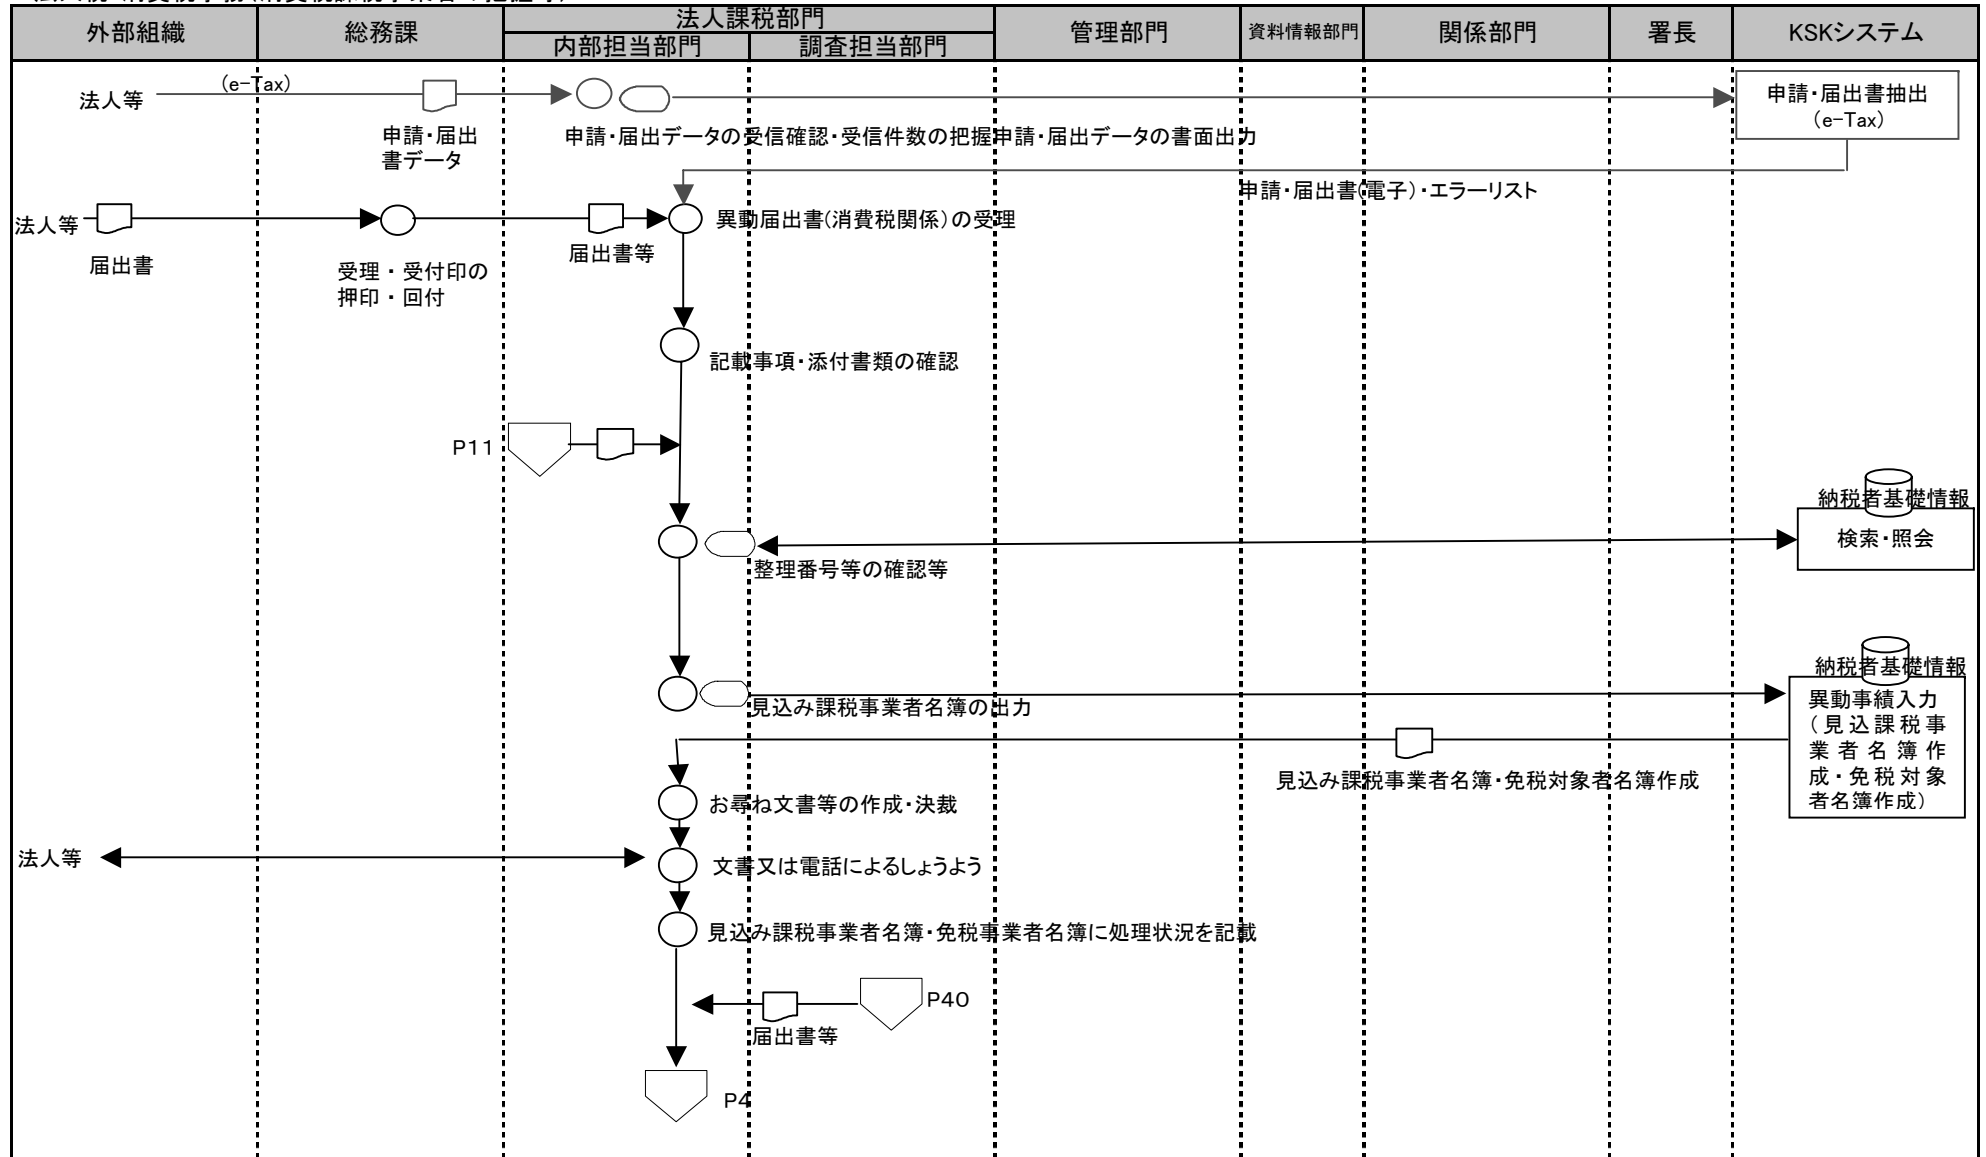 外部組織
総務課
法人課税部門
内部担当部門
調査担当部門
管理部門
資料情報部門
関係部門
署長
KSKシステム
法人等
(e-Tax)
申請・届出
書データ
申請・届出データの受信確認・受信件数の把握申請・届出データの書面出力
申請・届出書抽出
(e-Tax)
申請・届出書(電子)・エラーリスト
法人等
届出書
受理・受付印の
押印・回付
届出書等
異動届出書(消費税関係)の受理
記載事項・添付書類の確認
P11
納税者基礎情報
検索・照会
整理番号等の確認等
納税者基礎情報
異動事績入力
(見込課税事
業者名簿作
成・免税対象
者名簿作成)
見込み課税事業者名簿の出力
見込み課税事業者名簿・免税対象者名簿作成
お尋ね文書等の作成・決裁
法人等
文書又は電話によるしょうよう
見込み課税事業者名簿・免税事業者名簿に処理状況を記載
P40
届出書等
P4